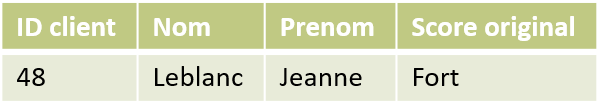 ID client Nom Prenom Score original
48 Leblanc Jeanne Fort